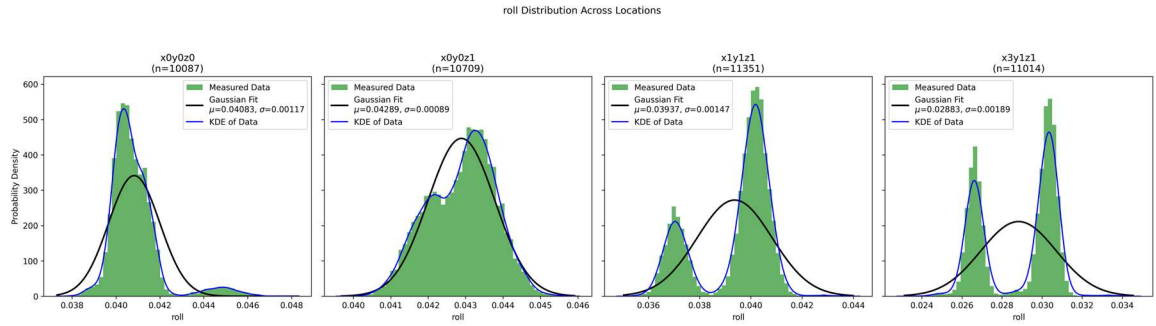 roll Distribution Across Locations
x0y0z0
(n=10087)
Measured Data
Gaussian Fit
μ=0.04083, σ=0.00117
KDE of Data
Probability Density
600
500
400
300
200
100
0
0.038 0.040 0.042 0.044 0.046 0.048
roll
x0y0z1
(n=10709)
Measured Data
Gaussian Fit
μ=0.04289, σ=0.00089
KDE of Data
0.040 0.041 0.042 0.043 0.044 0.045 0.046
roll
x1y1z1
(n=11351)
Measured Data
Gaussian Fit
μ=0.03937, σ=0.00147
KDE of Data
0.036 0.038 0.040 0.042 0.044
roll
x3y1z1
(n=11014)
Measured Data
Gaussian Fit
μ=0.02883, σ=0.00189
KDE of Data
0.024 0.026 0.028 0.030 0.032 0.034
roll